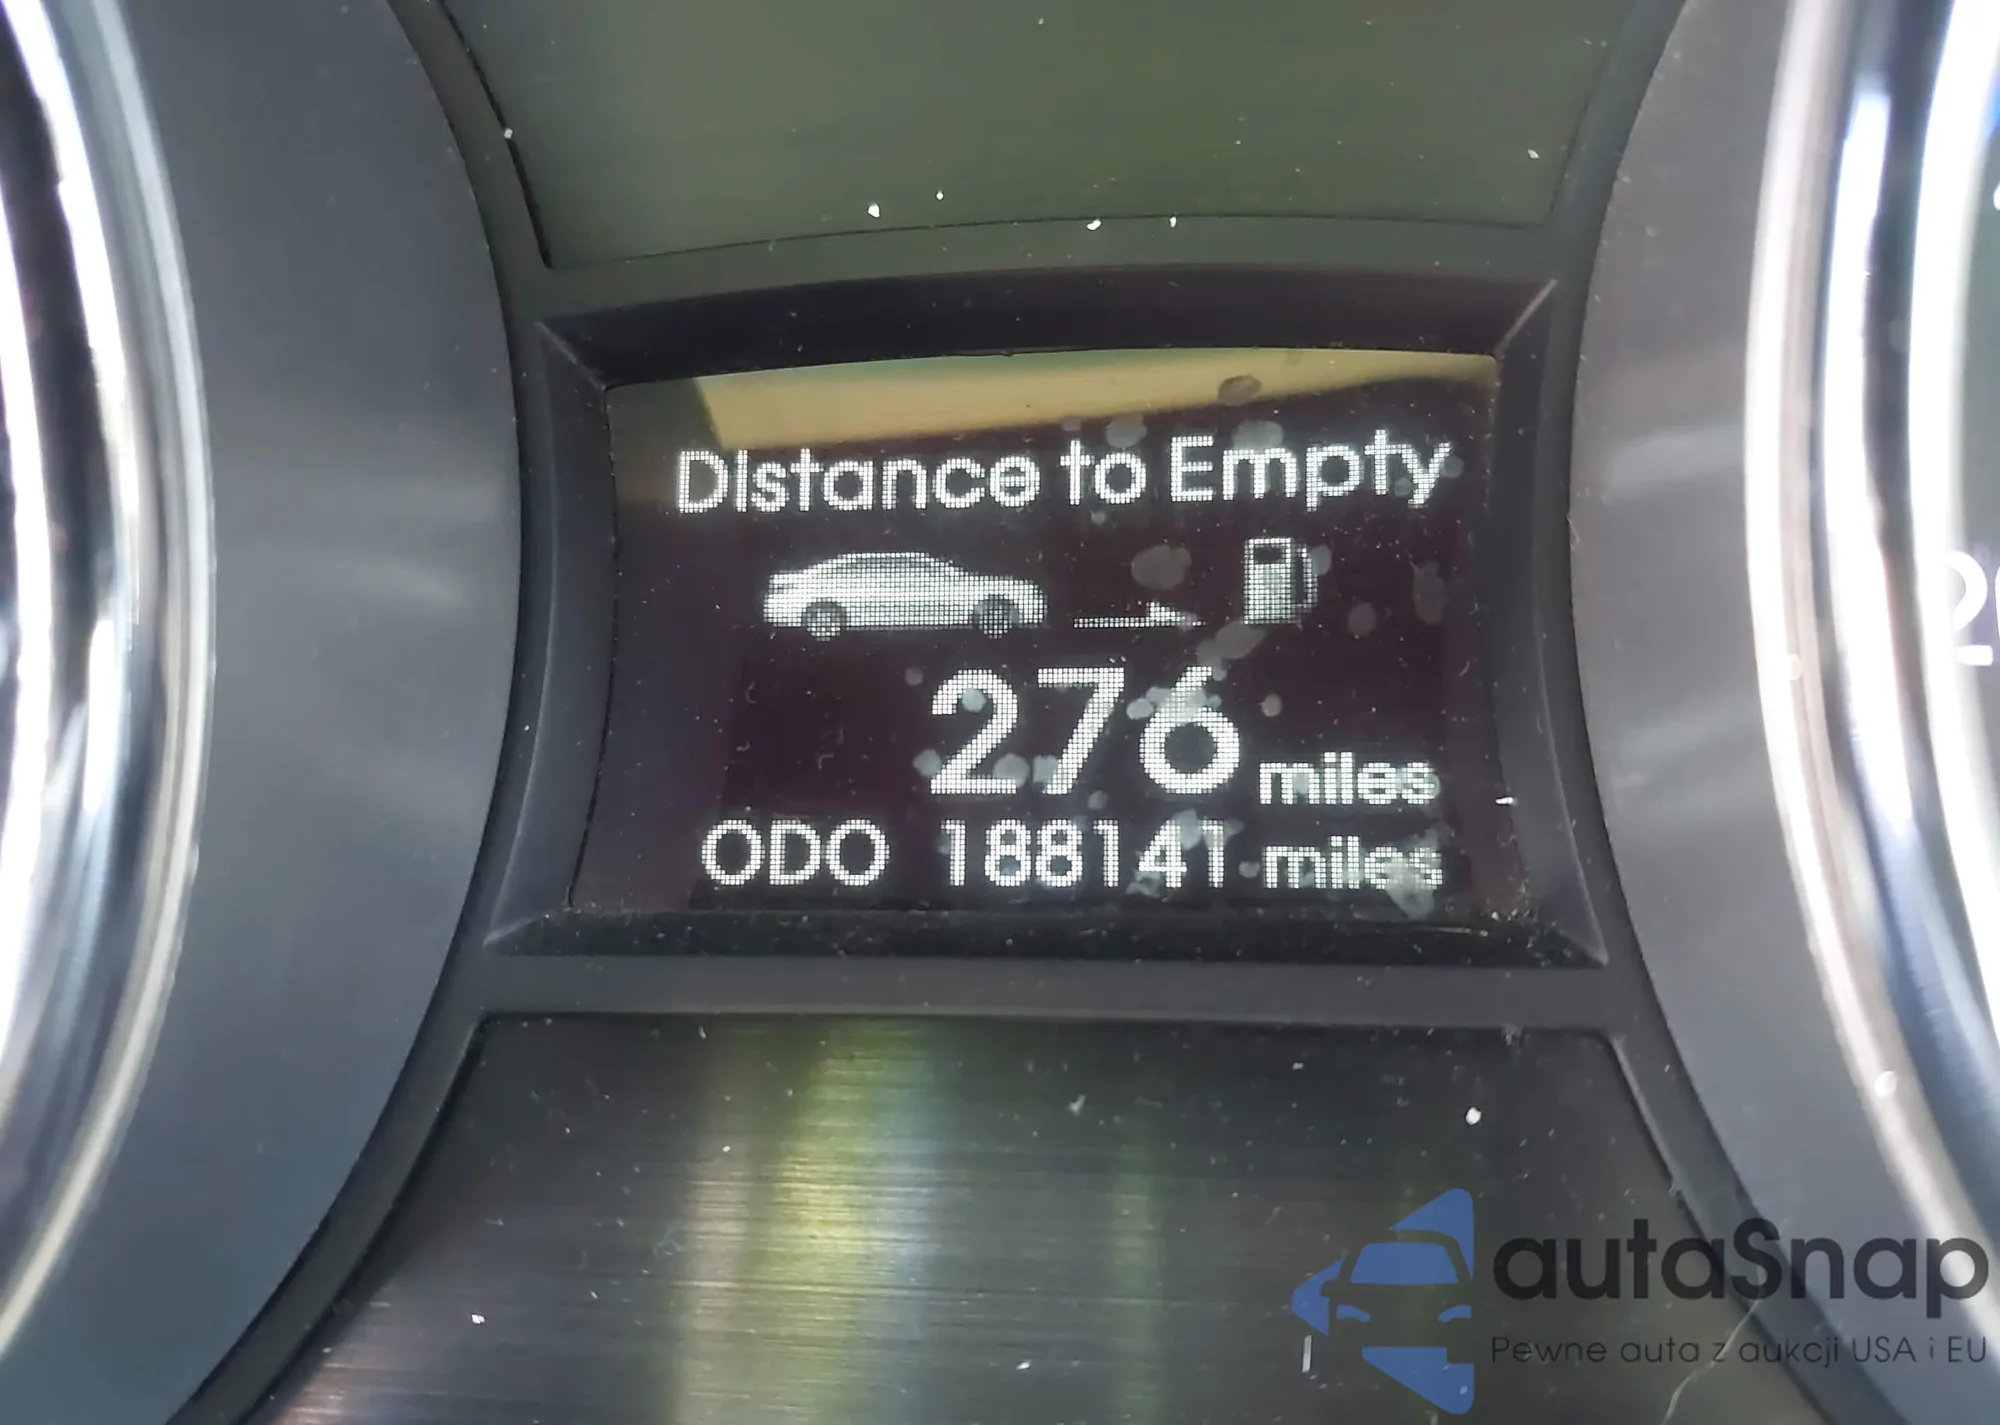 Distance to Empty
276 miles
ODO 188141 miles
autaSnap
Pewne auta z aukcji USA i EU